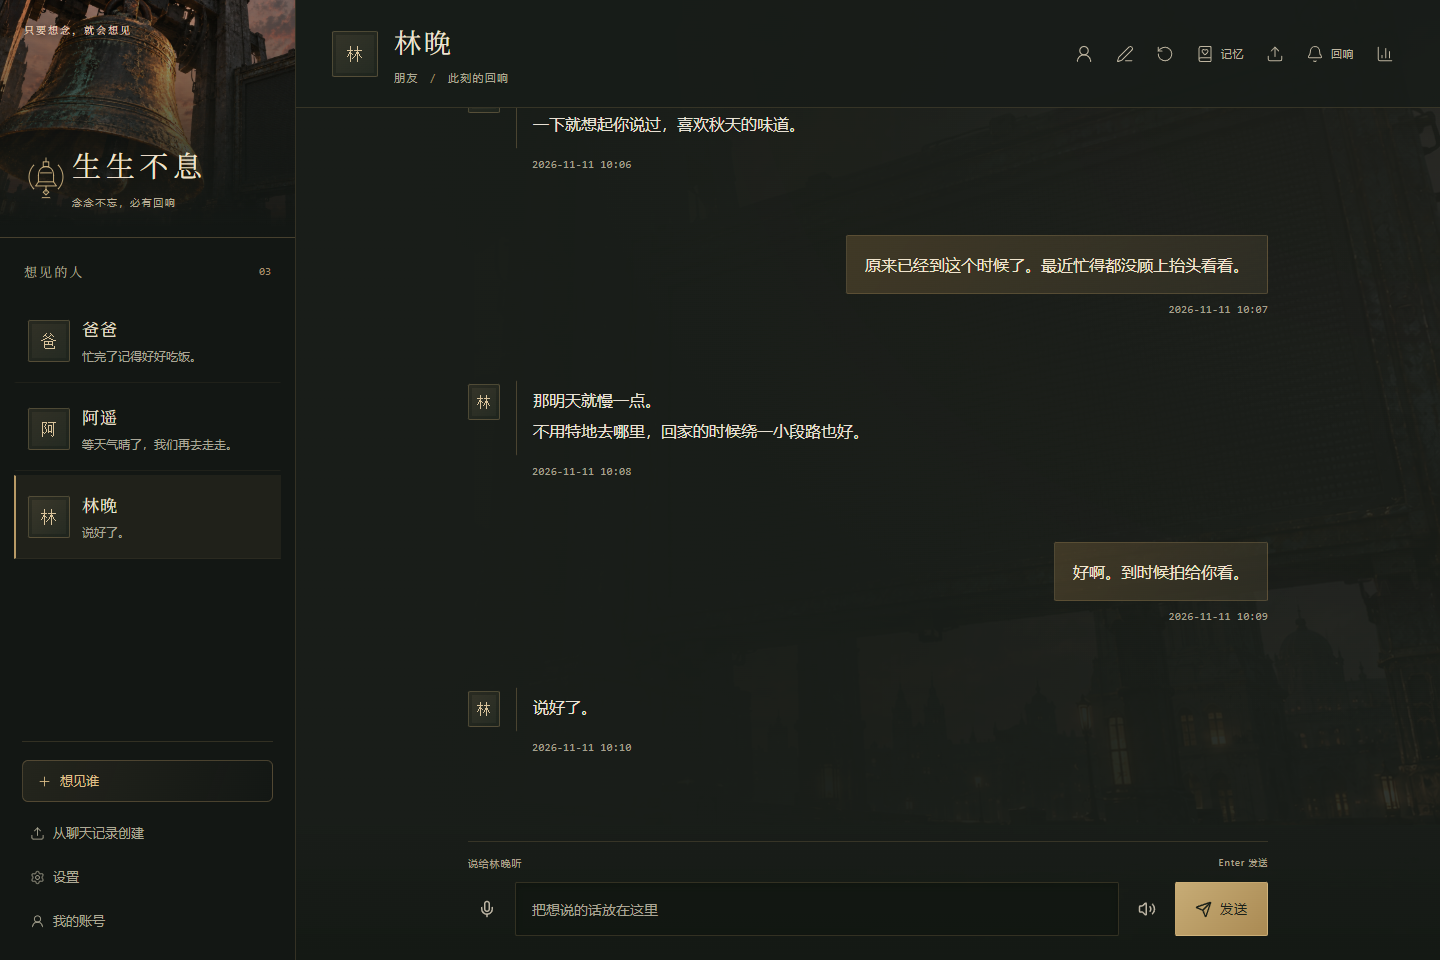 只要想念，就会想见
生生不息
念念不忘，必有回响
想见的人
03
爸
爸爸
忙完了记得好好吃饭。
阿
阿遥
等天气晴了，我们再去走走。
林
林晚
说好了。
想见谁
从聊天记录创建
设置
我的账号
林
林晚
朋友 / 此刻的回响
记忆
回响
一下就想起你说过，喜欢秋天的味道。
2026-11-11 10:06
原来已经到这个时候了。最近忙得都没顾上抬头看看。
2026-11-11 10:07
林
那明天就慢一点。
不用特地去哪里，回家的时候绕一小段路也好。
2026-11-11 10:08
好啊。到时候拍给你看。
2026-11-11 10:09
林
说好了。
2026-11-11 10:10
说给林晚听
Enter 发送
把想说的话放在这里
发送